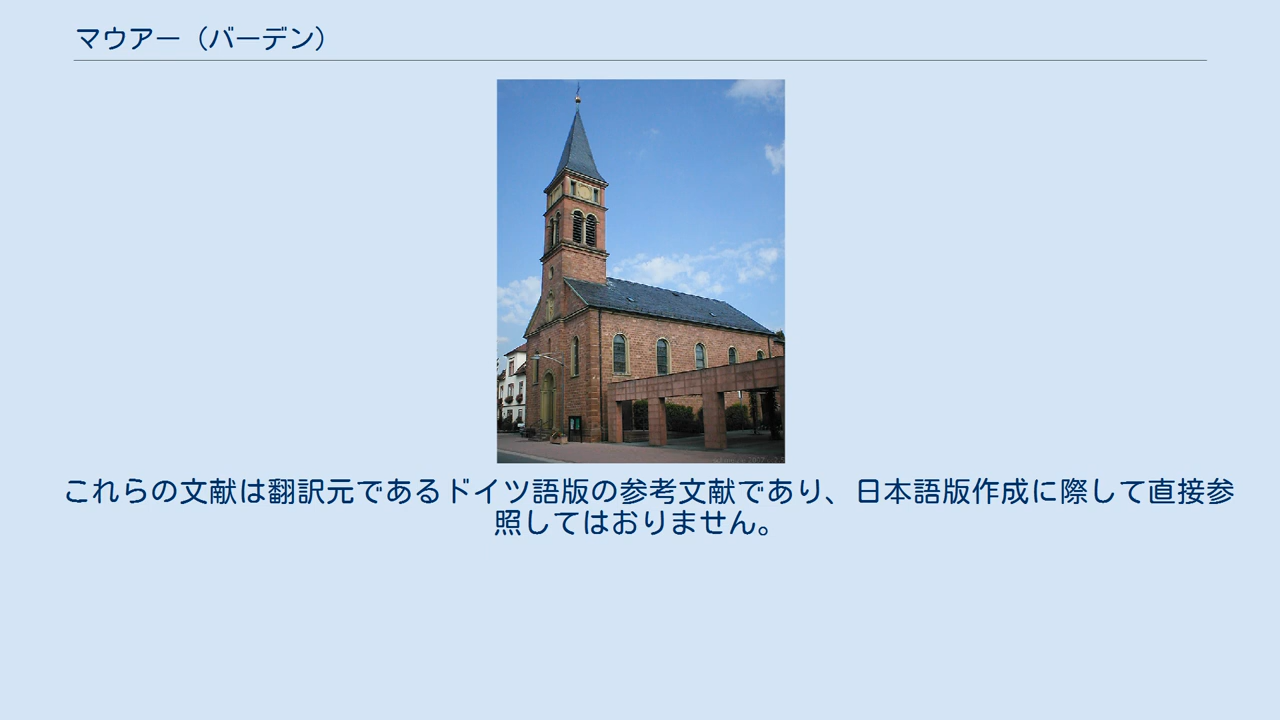 マウアー（バーデン）
これらの文献は翻訳元であるドイツ語版の参考文献であり、日本語版作成に際して直接参
照してはおりません。